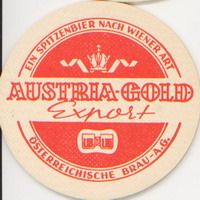 EIN SPITZENBIER NACH WIENER ART
AUSTRIA-GOLD
Export
ÖSTERREICHISCHE BRAU-A.G.